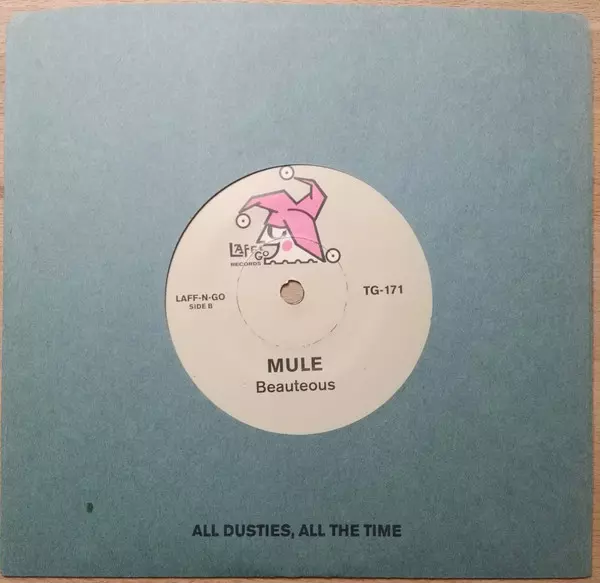 LAFF
N
GO
RECORDS
LAFF-N-GO
SIDE B
TG-171
MULE
Beauteous
ALL DUSTIES, ALL THE TIME